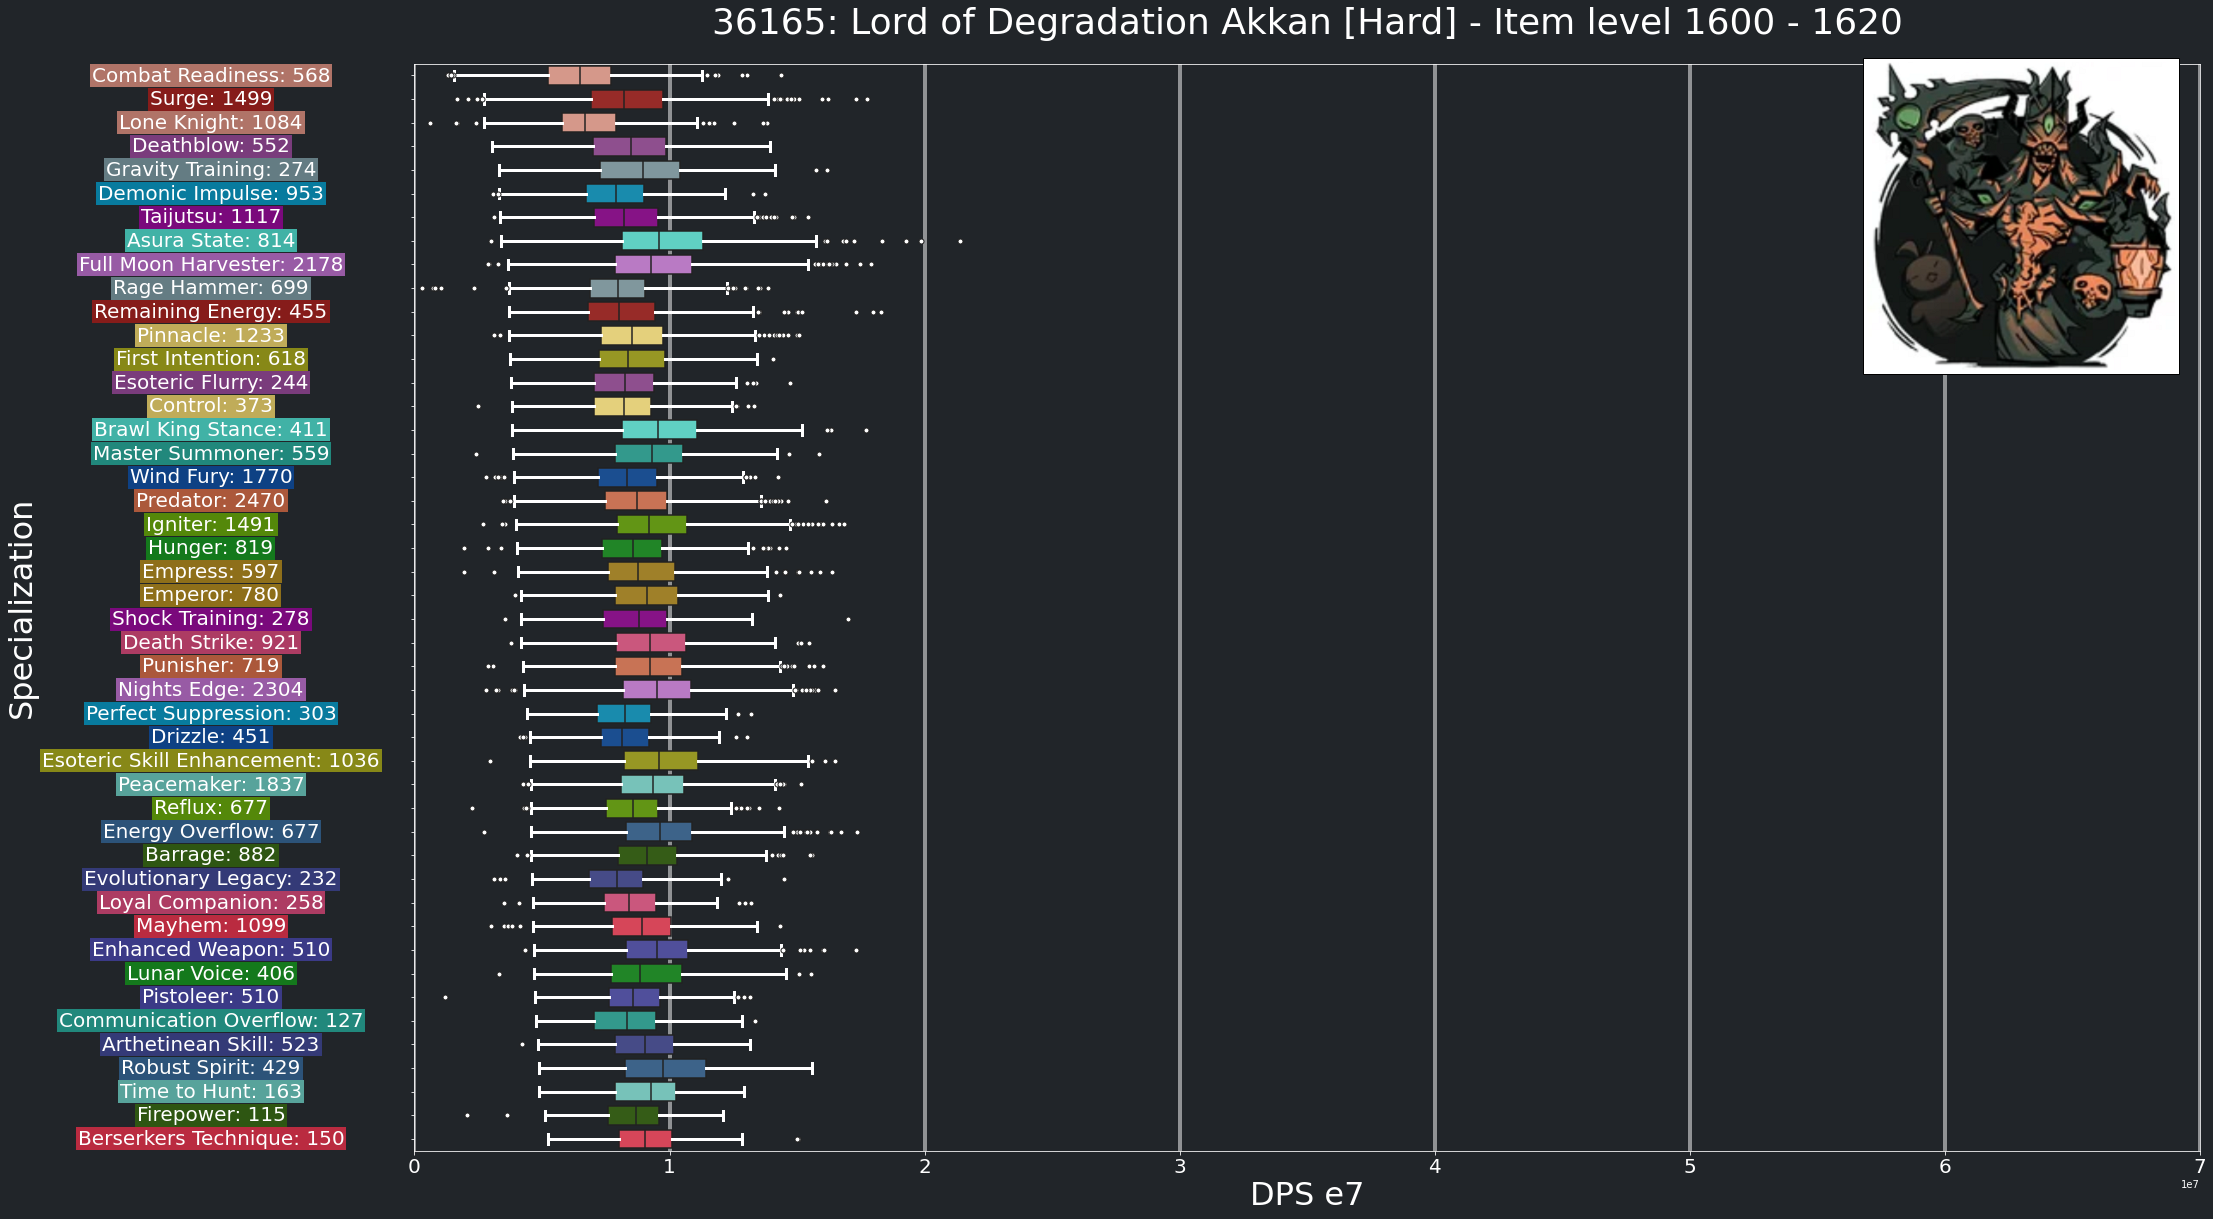 36165: Lord of Degradation Akkan [Hard] - Item level 1600 - 1620
Combat Readiness: 568
Surge: 1499
Lone Knight: 1084
Deathblow: 552
Gravity Training: 274
Demonic Impulse: 953
Taijutsu: 1117
Asura State: 814
Full Moon Harvester: 2178
Rage Hammer: 699
Remaining Energy: 455
Pinnacle: 1233
First Intention: 618
Esoteric Flurry: 244
Control: 373
Brawl King Stance: 411
Master Summoner: 559
Wind Fury: 1770
Predator: 2470
Igniter: 1491
Hunger: 819
Empress: 597
Emperor: 780
Shock Training: 278
Death Strike: 921
Punisher: 719
Nights Edge: 2304
Perfect Suppression: 303
Drizzle: 451
Esoteric Skill Enhancement: 1036
Peacemaker: 1837
Reflux: 677
Energy Overflow: 677
Barrage: 882
Evolutionary Legacy: 232
Loyal Companion: 258
Mayhem: 1099
Enhanced Weapon: 510
Lunar Voice: 406
Pistoleer: 510
Communication Overflow: 127
Arthetinean Skill: 523
Robust Spirit: 429
Time to Hunt: 163
Firepower: 115
Berserkers Technique: 150
Specialization
0 1 2 3 4 5 6 7
1e7
DPS e7